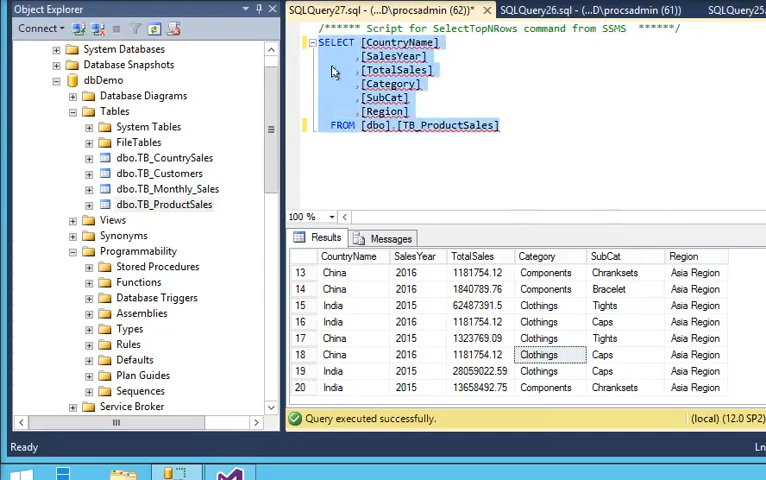 Object Explorer
SQLQuery27.sql - (...D\procsadmin (62))*
SQLQuery26.sql - (...D\procsadmin (61))
SQLQuery25.
Connect
System Databases
Database Snapshots
dbDemo
Database Diagrams
Tables
System Tables
FileTables
dbo.TB_CountrySales
dbo.TB_Customers
dbo.TB_Monthly_Sales
dbo.TB_ProductSales
Views
Synonyms
Programmability
Stored Procedures
Functions
Database Triggers
Assemblies
Types
Rules
Defaults
Plan Guides
Sequences
Service Broker
/****** Script for SelectTopNRows command from SSMS ******/
SELECT [CountryName]
,[SalesYear]
,[TotalSales]
,[Category]
,[SubCat]
,[Region]
FROM [dbo].[TB_ProductSales]
100 %
Results Messages
CountryName SalesYear TotalSales Category SubCat Region
13 China 2016 1181754.12 Components Chranksets Asia Region
14 China 2016 1840789.76 Components Bracelet Asia Region
15 India 2015 62487391.5 Clothings Tights Asia Region
16 India 2016 1181754.12 Clothings Caps Asia Region
17 China 2015 1323769.09 Clothings Tights Asia Region
18 China 2016 1181754.12 Clothings Caps Asia Region
19 India 2015 28059022.59 Clothings Caps Asia Region
20 India 2015 13658492.75 Components Chranksets Asia Region
Query executed successfully.
(local) (12.0 SP2)
Ready
Ln